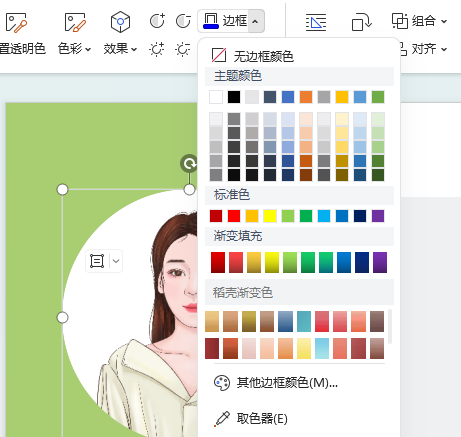 置透明色 色彩 效果 边框 组合
对齐
无边框颜色
主题颜色
标准色
渐变填充
稻壳渐变色
其他边框颜色(M)...
取色器(E)